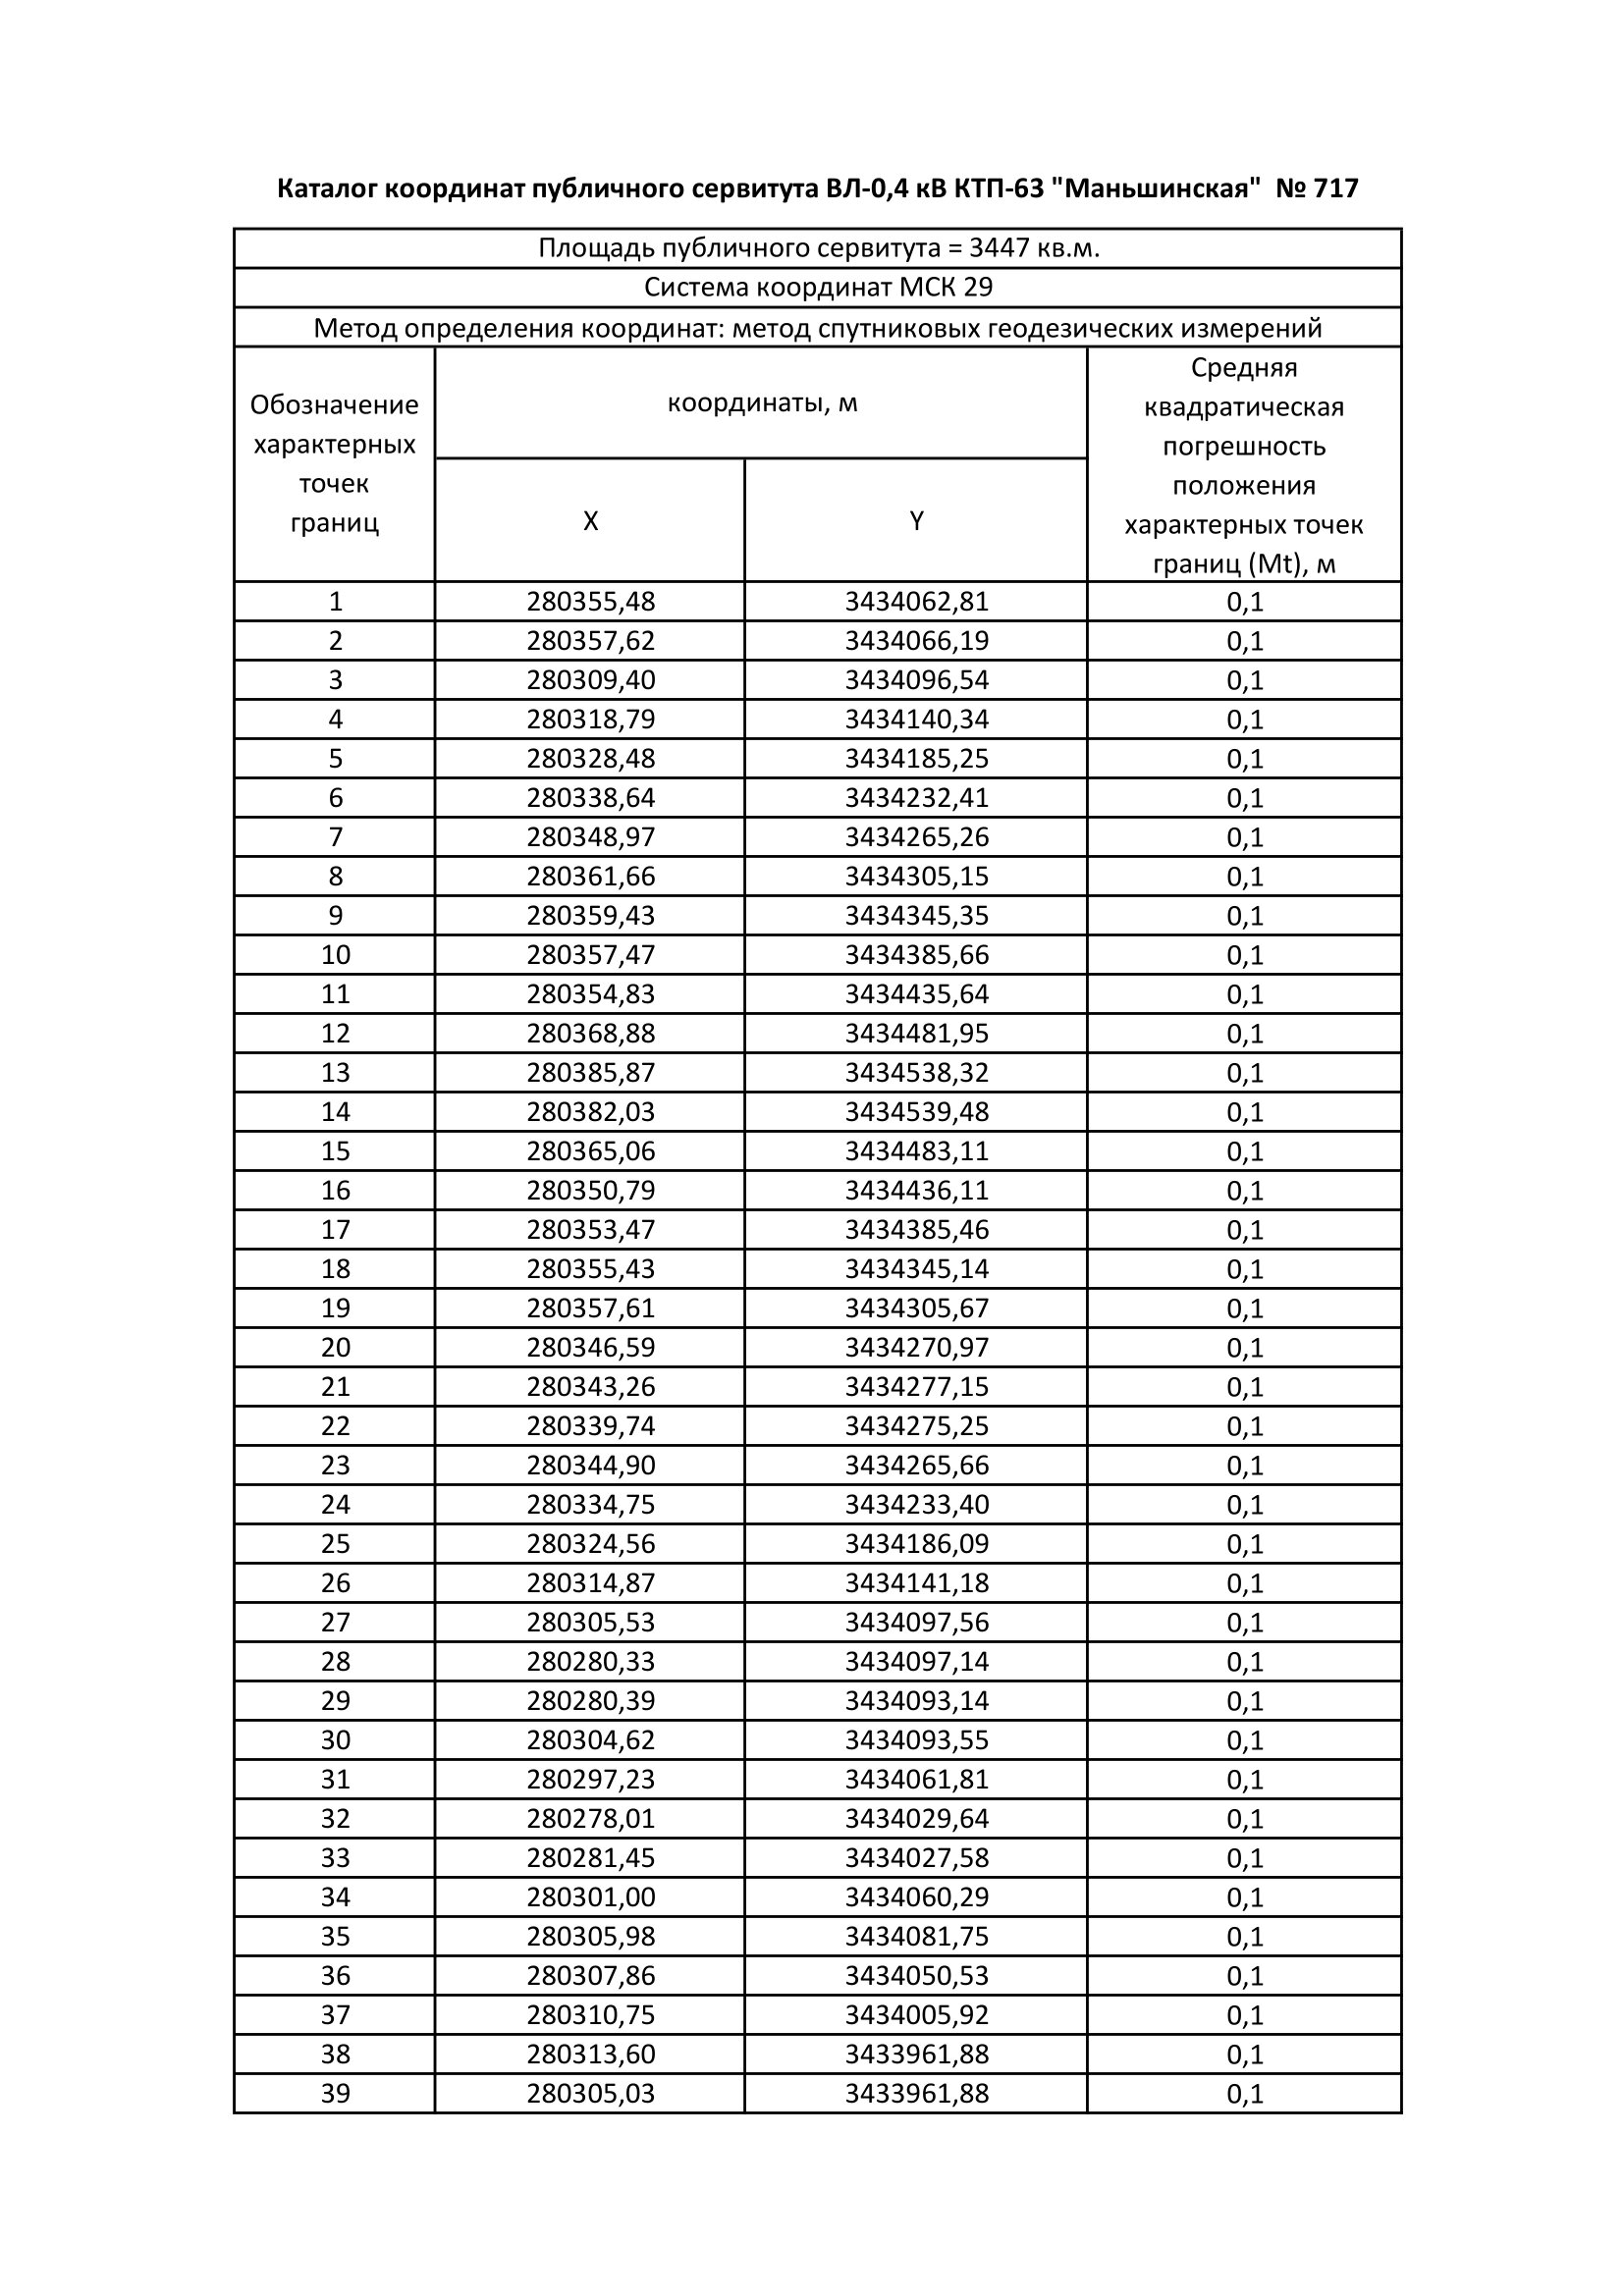 Каталог координат публичного сервитута ВЛ-0,4 кВ КТП-63 "Маньшинская"  № 717
Площадь публичного сервитута = 3447 кв.м.
Система координат МСК 29
Метод определения координат: метод спутниковых геодезических измерений
Обозначение
характерных
точек
границ
координаты, м
X
Y
Средняя
квадратическая
погрешность
положения
характерных точек
границ (Mt), м
1 280355,48 3434062,81 0,1
2 280357,62 3434066,19 0,1
3 280309,40 3434096,54 0,1
4 280318,79 3434140,34 0,1
5 280328,48 3434185,25 0,1
6 280338,64 3434232,41 0,1
7 280348,97 3434265,26 0,1
8 280361,66 3434305,15 0,1
9 280359,43 3434345,35 0,1
10 280357,47 3434385,66 0,1
11 280354,83 3434435,64 0,1
12 280368,88 3434481,95 0,1
13 280385,87 3434538,32 0,1
14 280382,03 3434539,48 0,1
15 280365,06 3434483,11 0,1
16 280350,79 3434436,11 0,1
17 280353,47 3434385,46 0,1
18 280355,43 3434345,14 0,1
19 280357,61 3434305,67 0,1
20 280346,59 3434270,97 0,1
21 280343,26 3434277,15 0,1
22 280339,74 3434275,25 0,1
23 280344,90 3434265,66 0,1
24 280334,75 3434233,40 0,1
25 280324,56 3434186,09 0,1
26 280314,87 3434141,18 0,1
27 280305,53 3434097,56 0,1
28 280280,33 3434097,14 0,1
29 280280,39 3434093,14 0,1
30 280304,62 3434093,55 0,1
31 280297,23 3434061,81 0,1
32 280278,01 3434029,64 0,1
33 280281,45 3434027,58 0,1
34 280301,00 3434060,29 0,1
35 280305,98 3434081,75 0,1
36 280307,86 3434050,53 0,1
37 280310,75 3434005,92 0,1
38 280313,60 3433961,88 0,1
39 280305,03 3433961,88 0,1